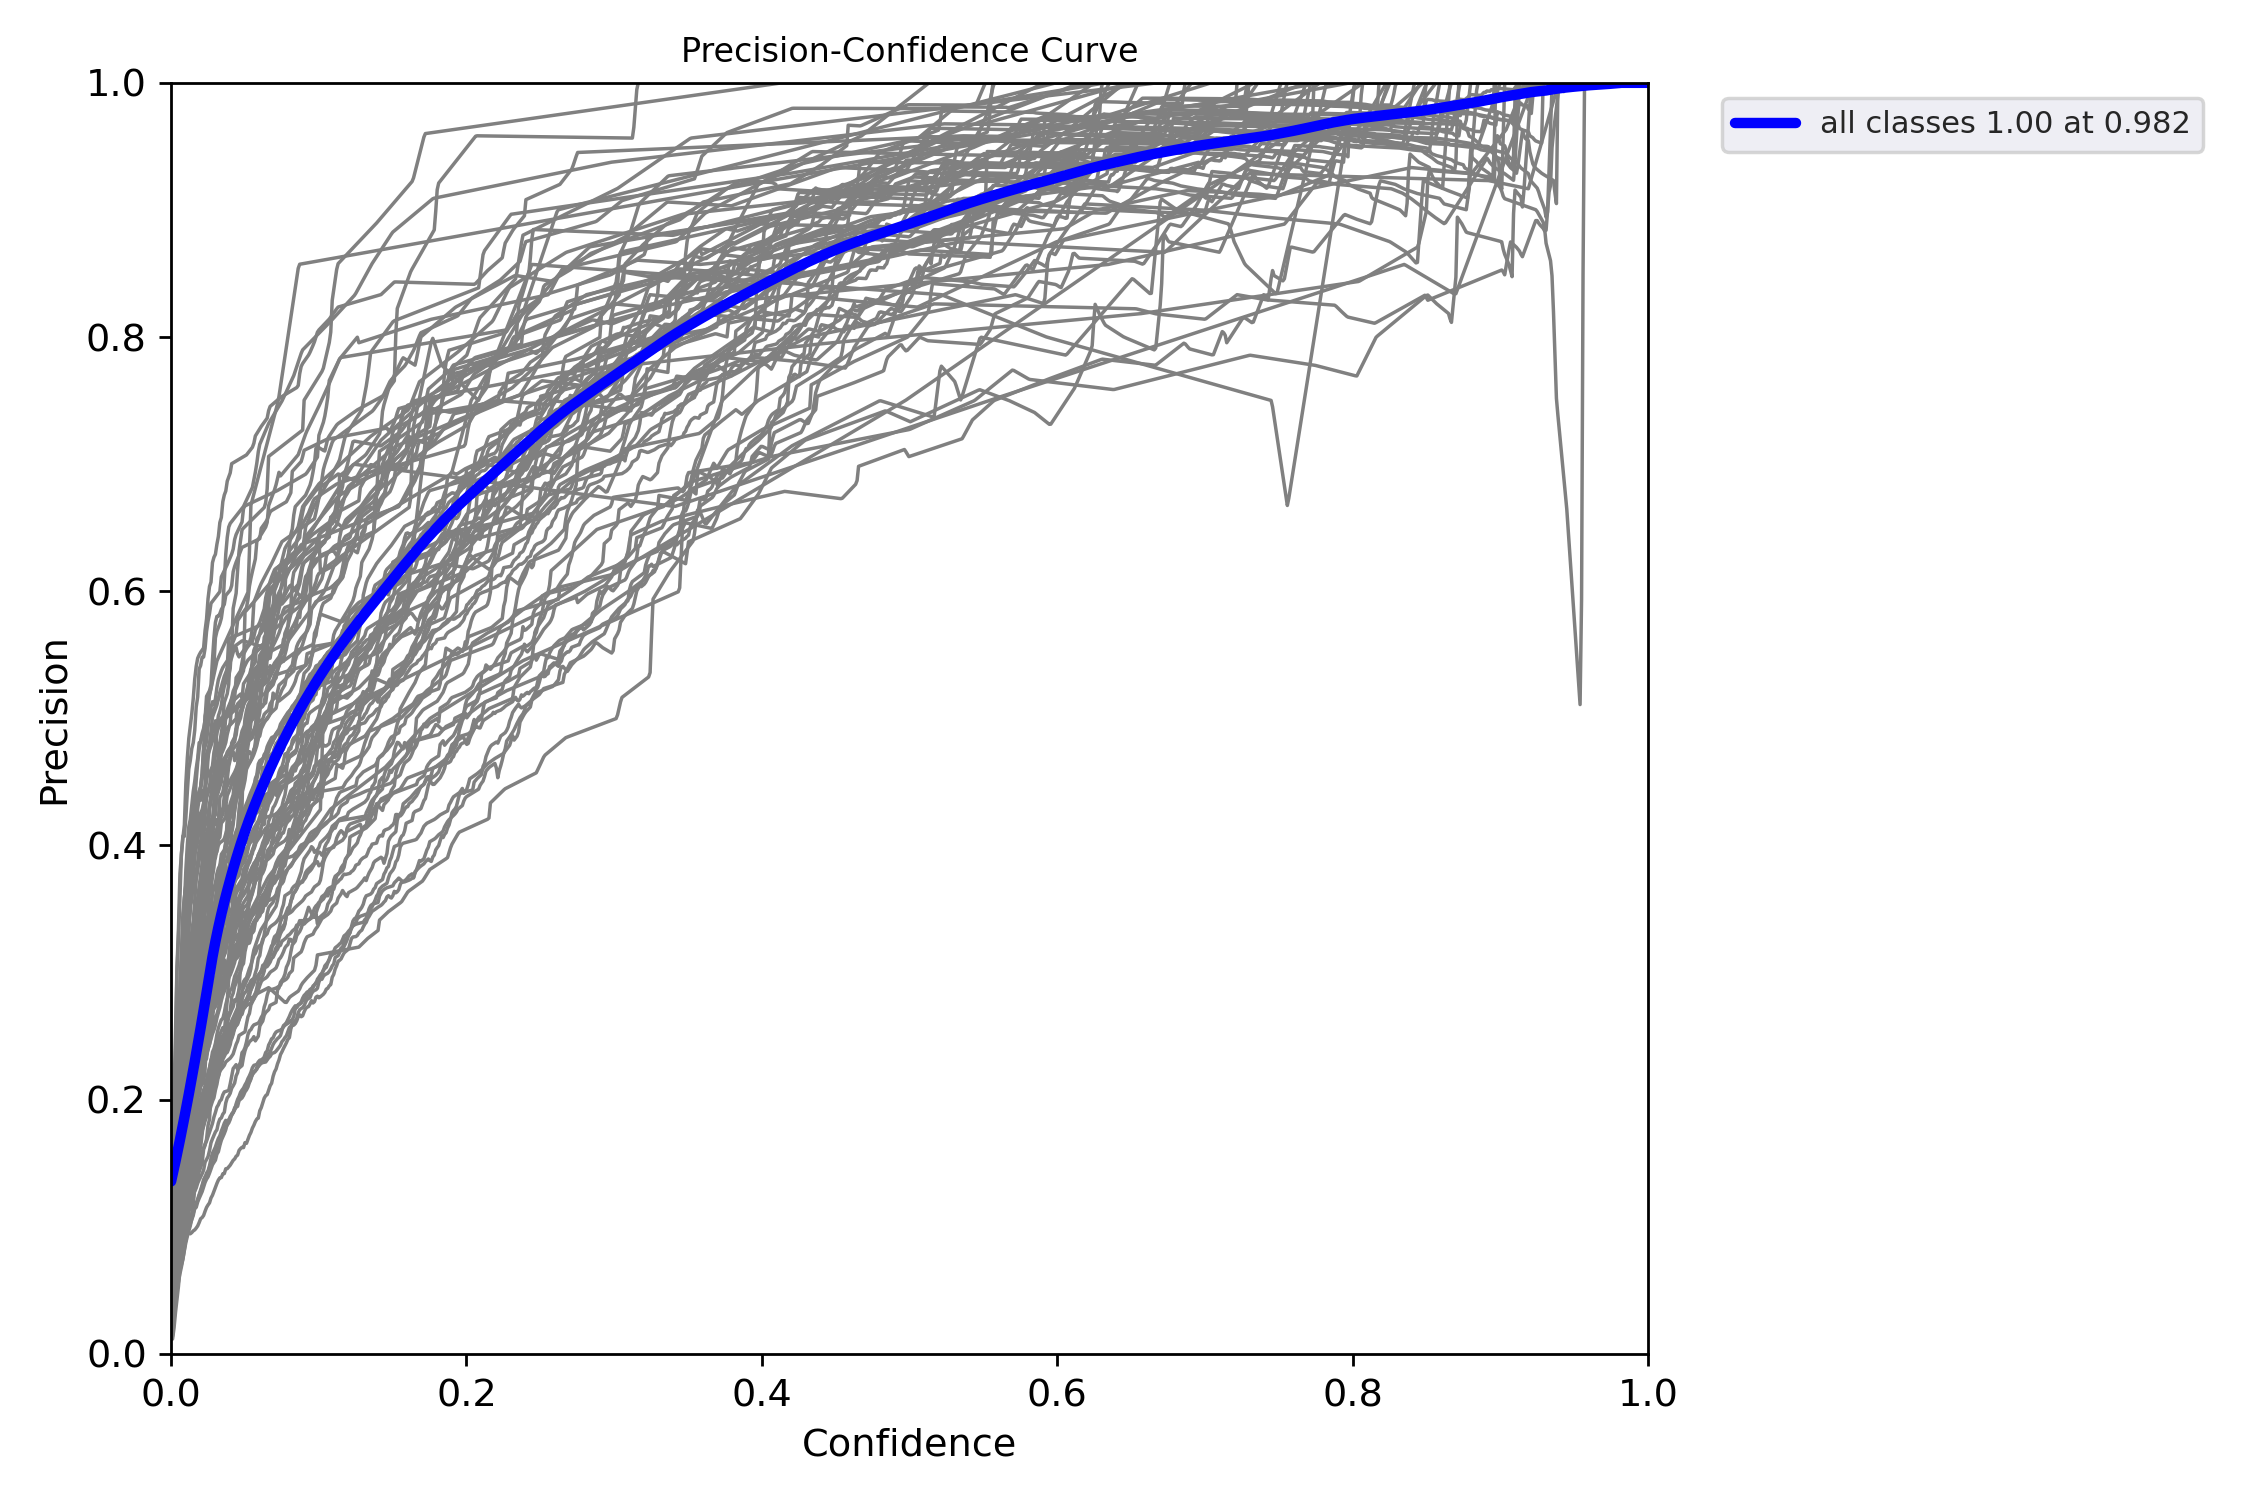 Precision-Confidence Curve
all classes 1.00 at 0.982
Precision
1.0
0.8
0.6
0.4
0.2
0.0
0.0 0.2 0.4 0.6 0.8 1.0
Confidence